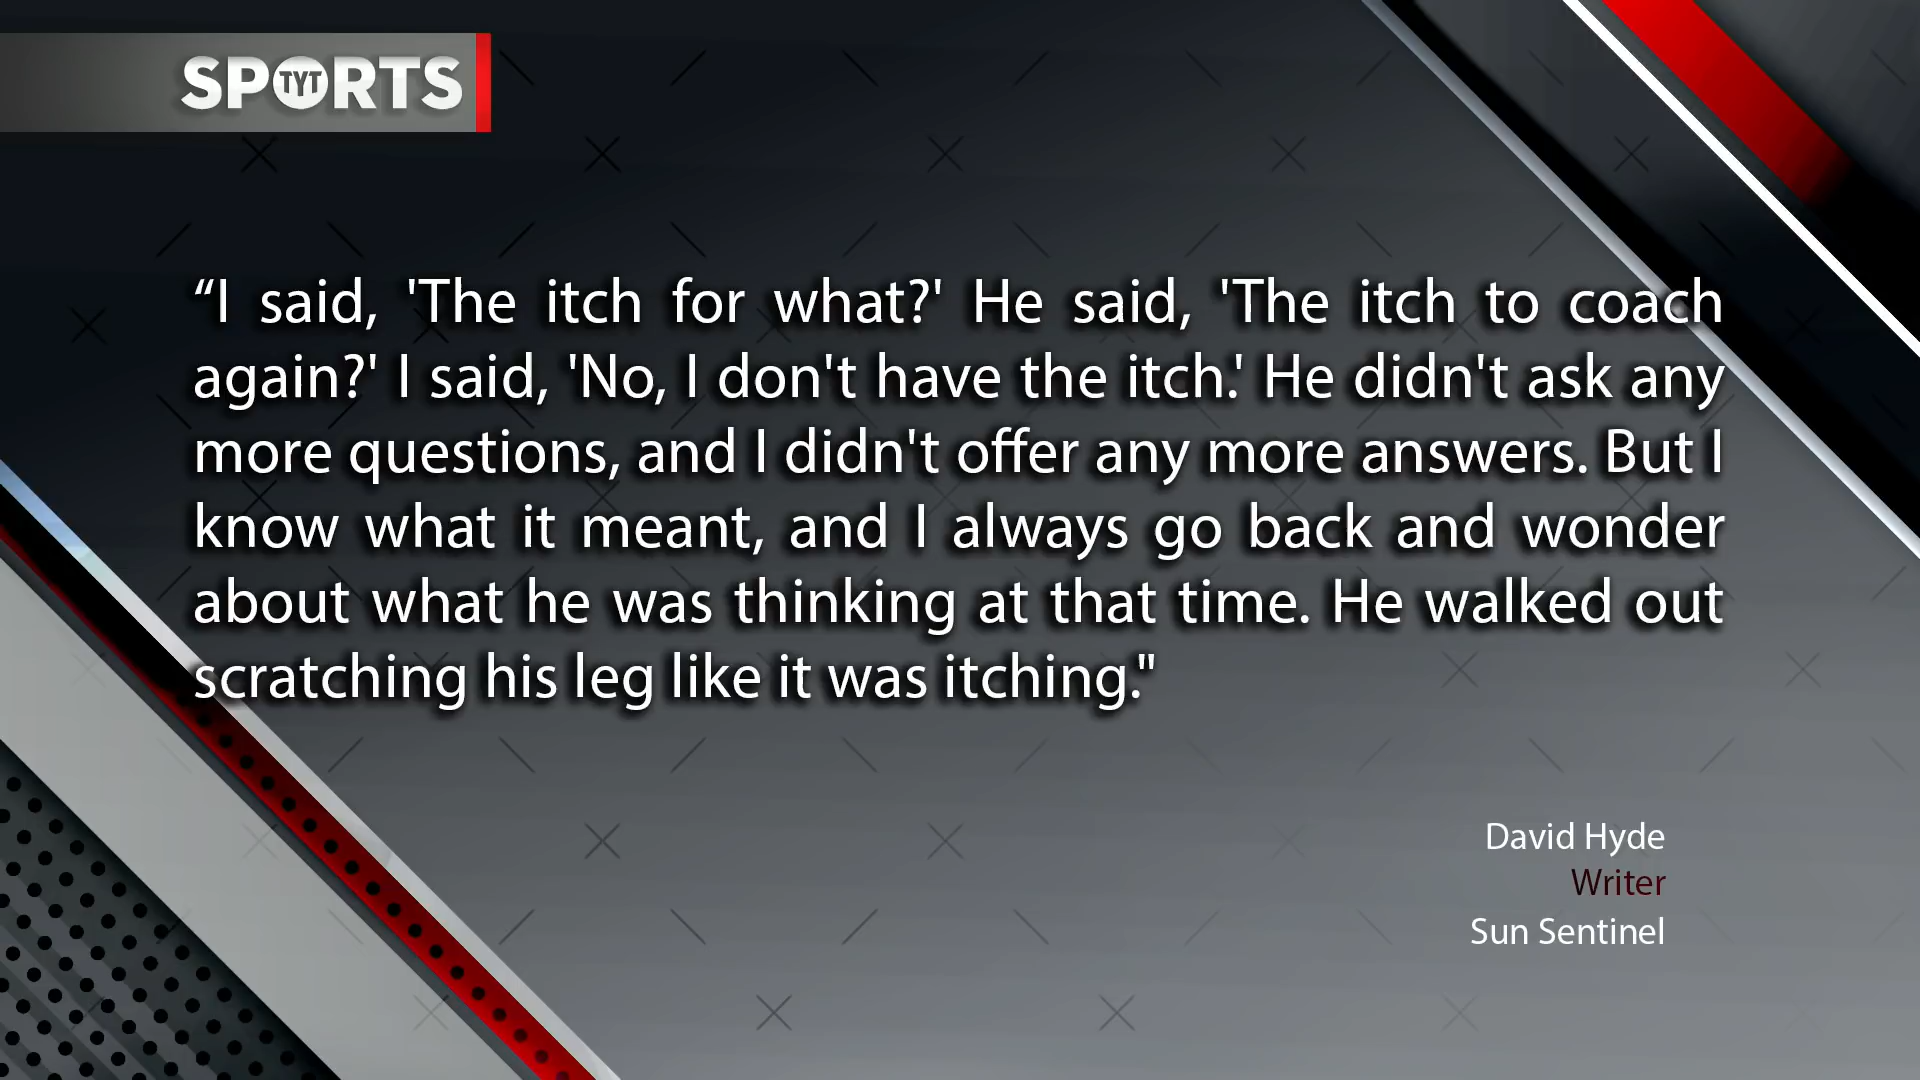 SPORTS
TYT
“I said, 'The itch for what?' He said, 'The itch to coach
again?' I said, 'No, I don't have the itch.' He didn't ask any
more questions, and I didn't offer any more answers. But I
know what it meant, and I always go back and wonder
about what he was thinking at that time. He walked out
scratching his leg like it was itching."
David Hyde
Writer
Sun Sentinel